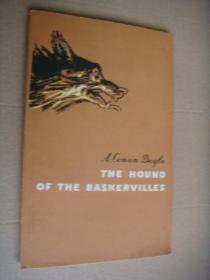 A. Conan Doyle
THE HOUND
OF THE BASKERVILLES